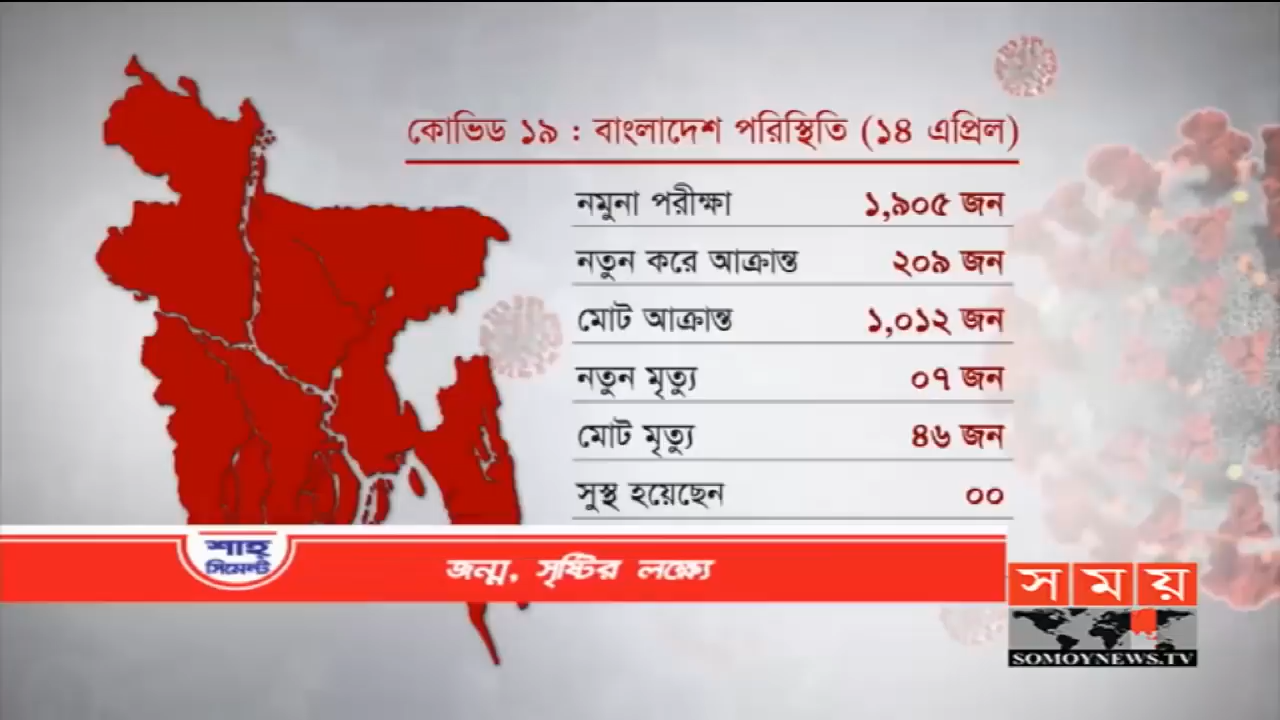 কোভিড ১৯ : বাংলাদেশ পরিস্থিতি (১৪ এপ্রিল)
নমুনা পরীক্ষা ১,৯০৫ জন
নতুন করে আক্রান্ত ২০৯ জন
মোট আক্রান্ত ১,০১২ জন
নতুন মৃত্যু ০৭ জন
মোট মৃত্যু ৪৬ জন
সুস্থ হয়েছেন ০০
শাহ্
সিমেন্ট
জন্ম, সৃষ্টির লক্ষ্যে
সময়
SOMOYNEWS.TV